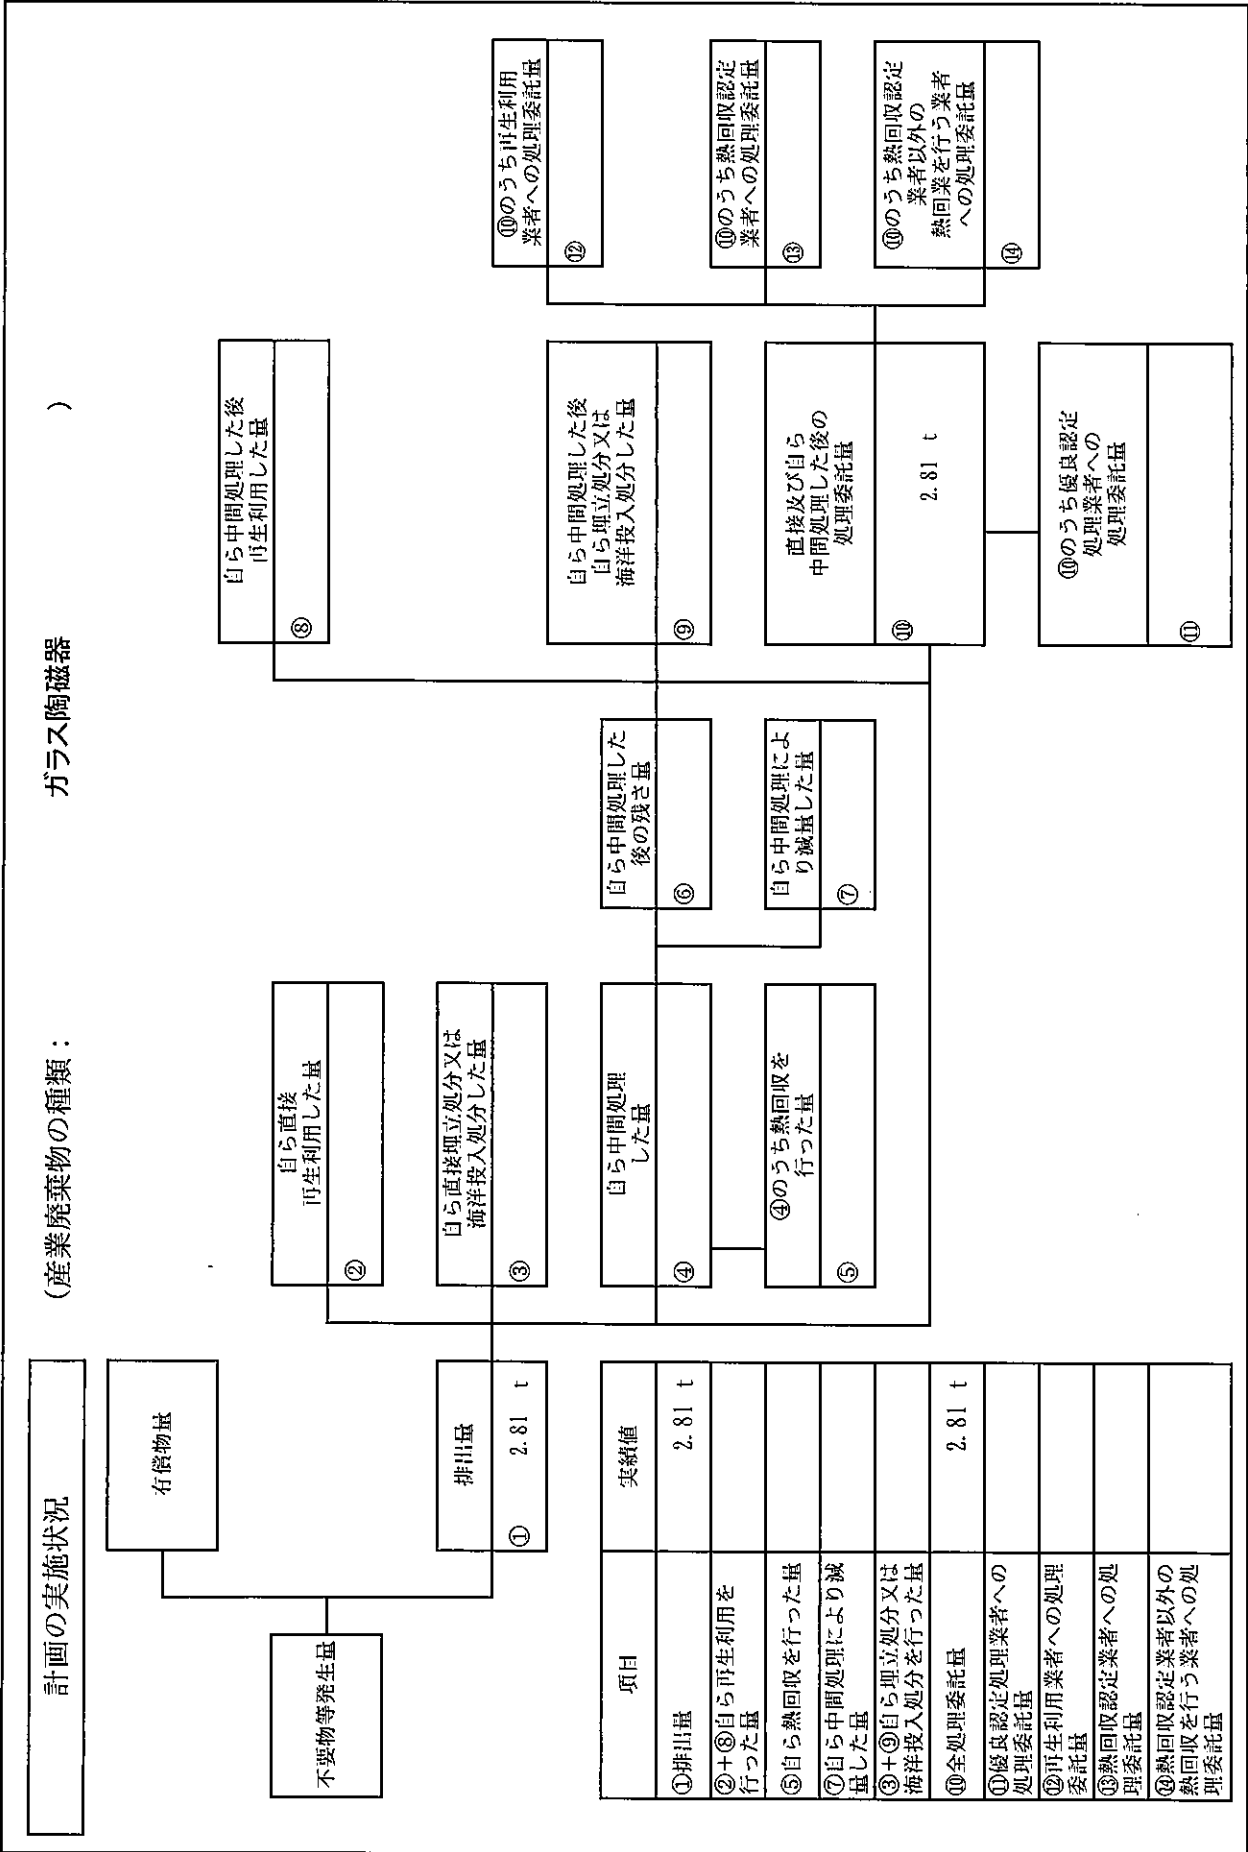 計画の実施状況
（産業廃棄物の種類：
ガラス陶磁器
）
不要物等発生量
有償物量
排出量
① 2.81 t
自ら直接
再生利用した量
②
自ら直接埋立処分又は
海洋投入処分した量
③
自ら中間処理
した量
④
④のうち熱回収を
行った量
⑤
自ら中間処理した
後の残さ量
⑥
自ら中間処理によ
り減量した量
⑦
自ら中間処理した後
再生利用した量
⑧
自ら中間処理した後
自ら埋立処分又は
海洋投入処分した量
⑨
直接及び自ら
中間処理した後の
処理委託量
⑩ 2.81 t
⑩のうち優良認定
処理業者への
処理委託量
⑪
⑩のうち再生利用
業者への処理委託量
⑫
⑩のうち熱回収認定
業者への処理委託量
⑬
⑩のうち熱回収認定
業者以外の
熱回業を行う業者
への処理委託量
⑭
項目 実績値
①排出量 2.81 t
②+⑧自ら再生利用を
行った量
⑤自ら熱回収を行った量
⑦自ら中間処理により減
量した量
③+⑨自ら埋立処分又は
海洋投入処分を行った量
⑩全処理委託量 2.81 t
⑪優良認定処理業者への
処理委託量
⑫再生利用業者への処理
委託量
⑬熱回収認定業者への処
理委託量
⑭熱回収認定業者以外の
熱回収を行う業者への処
理委託量